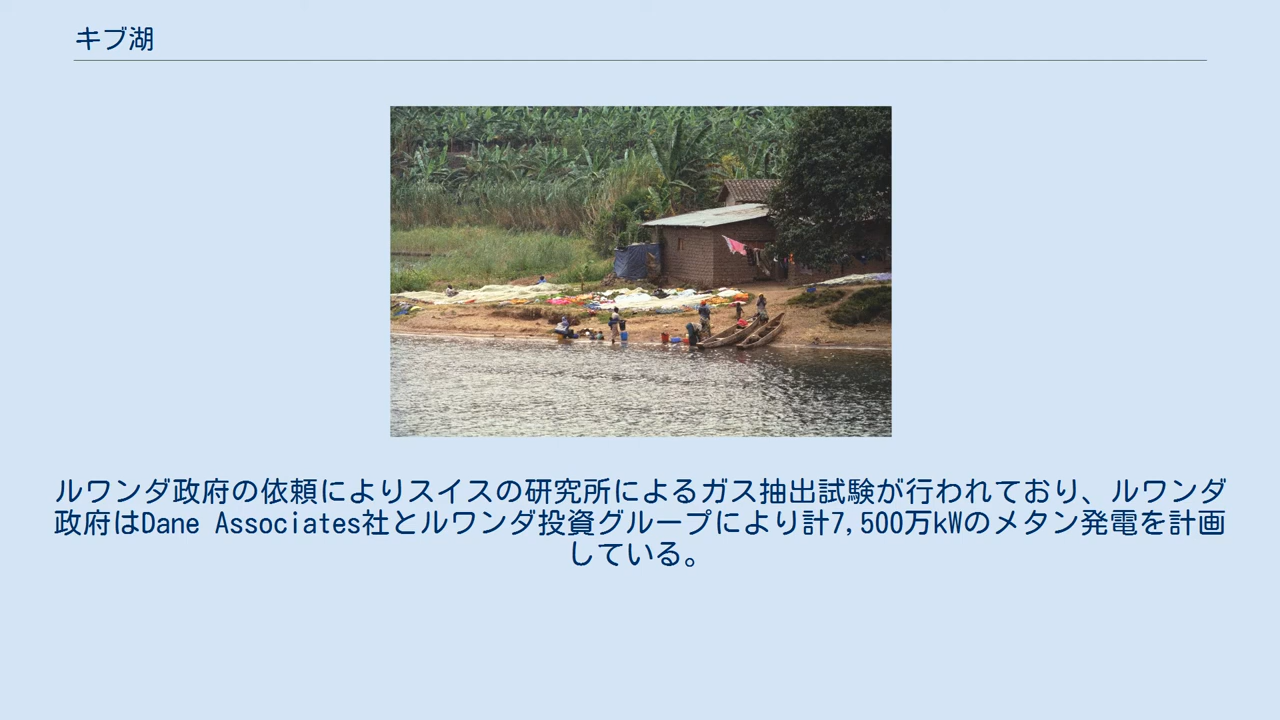 キブ湖
ルワンダ政府の依頼によりスイスの研究所によるガス抽出試験が行われており、ルワンダ
政府はDane Associates社とルワンダ投資グループにより計7,500万kWのメタン発電を計画
している。